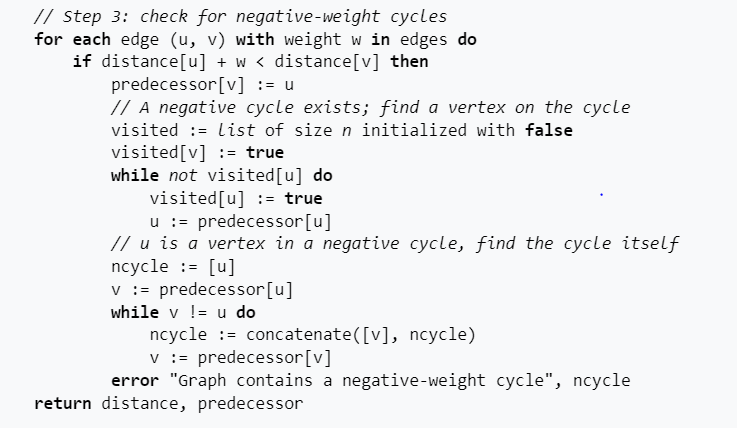 // Step 3: check for negative-weight cycles
for each edge (u, v) with weight w in edges do
if distance[u] + w < distance[v] then
predecessor[v] := u
// A negative cycle exists; find a vertex on the cycle
visited := list of size n initialized with false
visited[v] := true
while not visited[u] do
visited[u] := true
u := predecessor[u]
// u is a vertex in a negative cycle, find the cycle itself
ncycle := [u]
v := predecessor[u]
while v != u do
ncycle := concatenate([v], ncycle)
v := predecessor[v]
error "Graph contains a negative-weight cycle", ncycle
return distance, predecessor